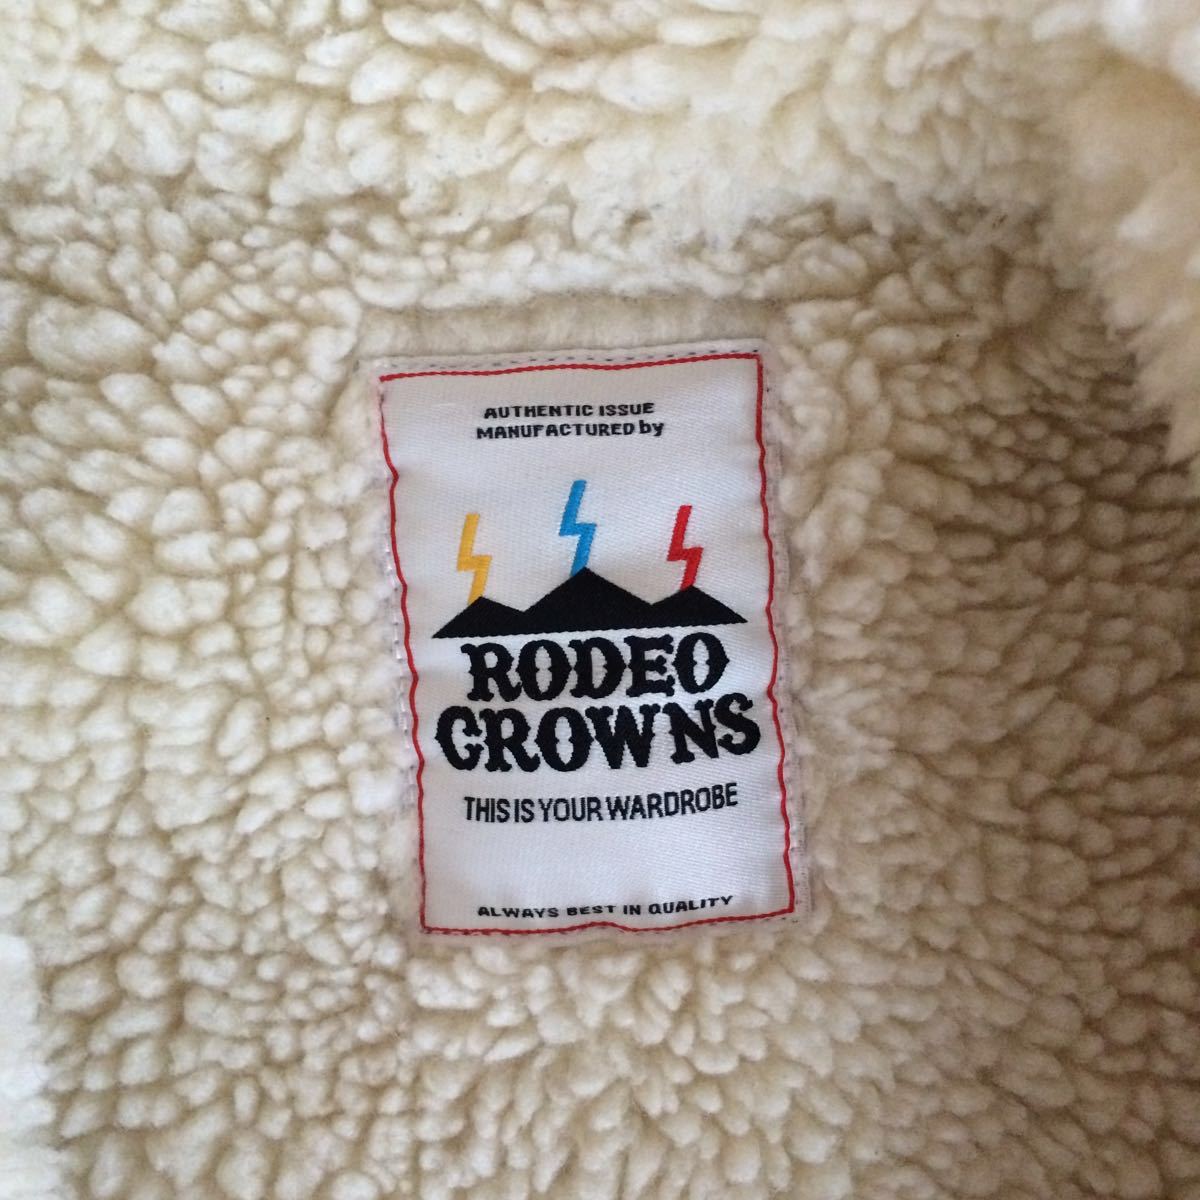 AUTHENTIC ISSUE
MANUFACTURED by
RODEO
CROWNS
THIS IS YOUR WARDROBE
ALWAYS BEST IN QUALITY